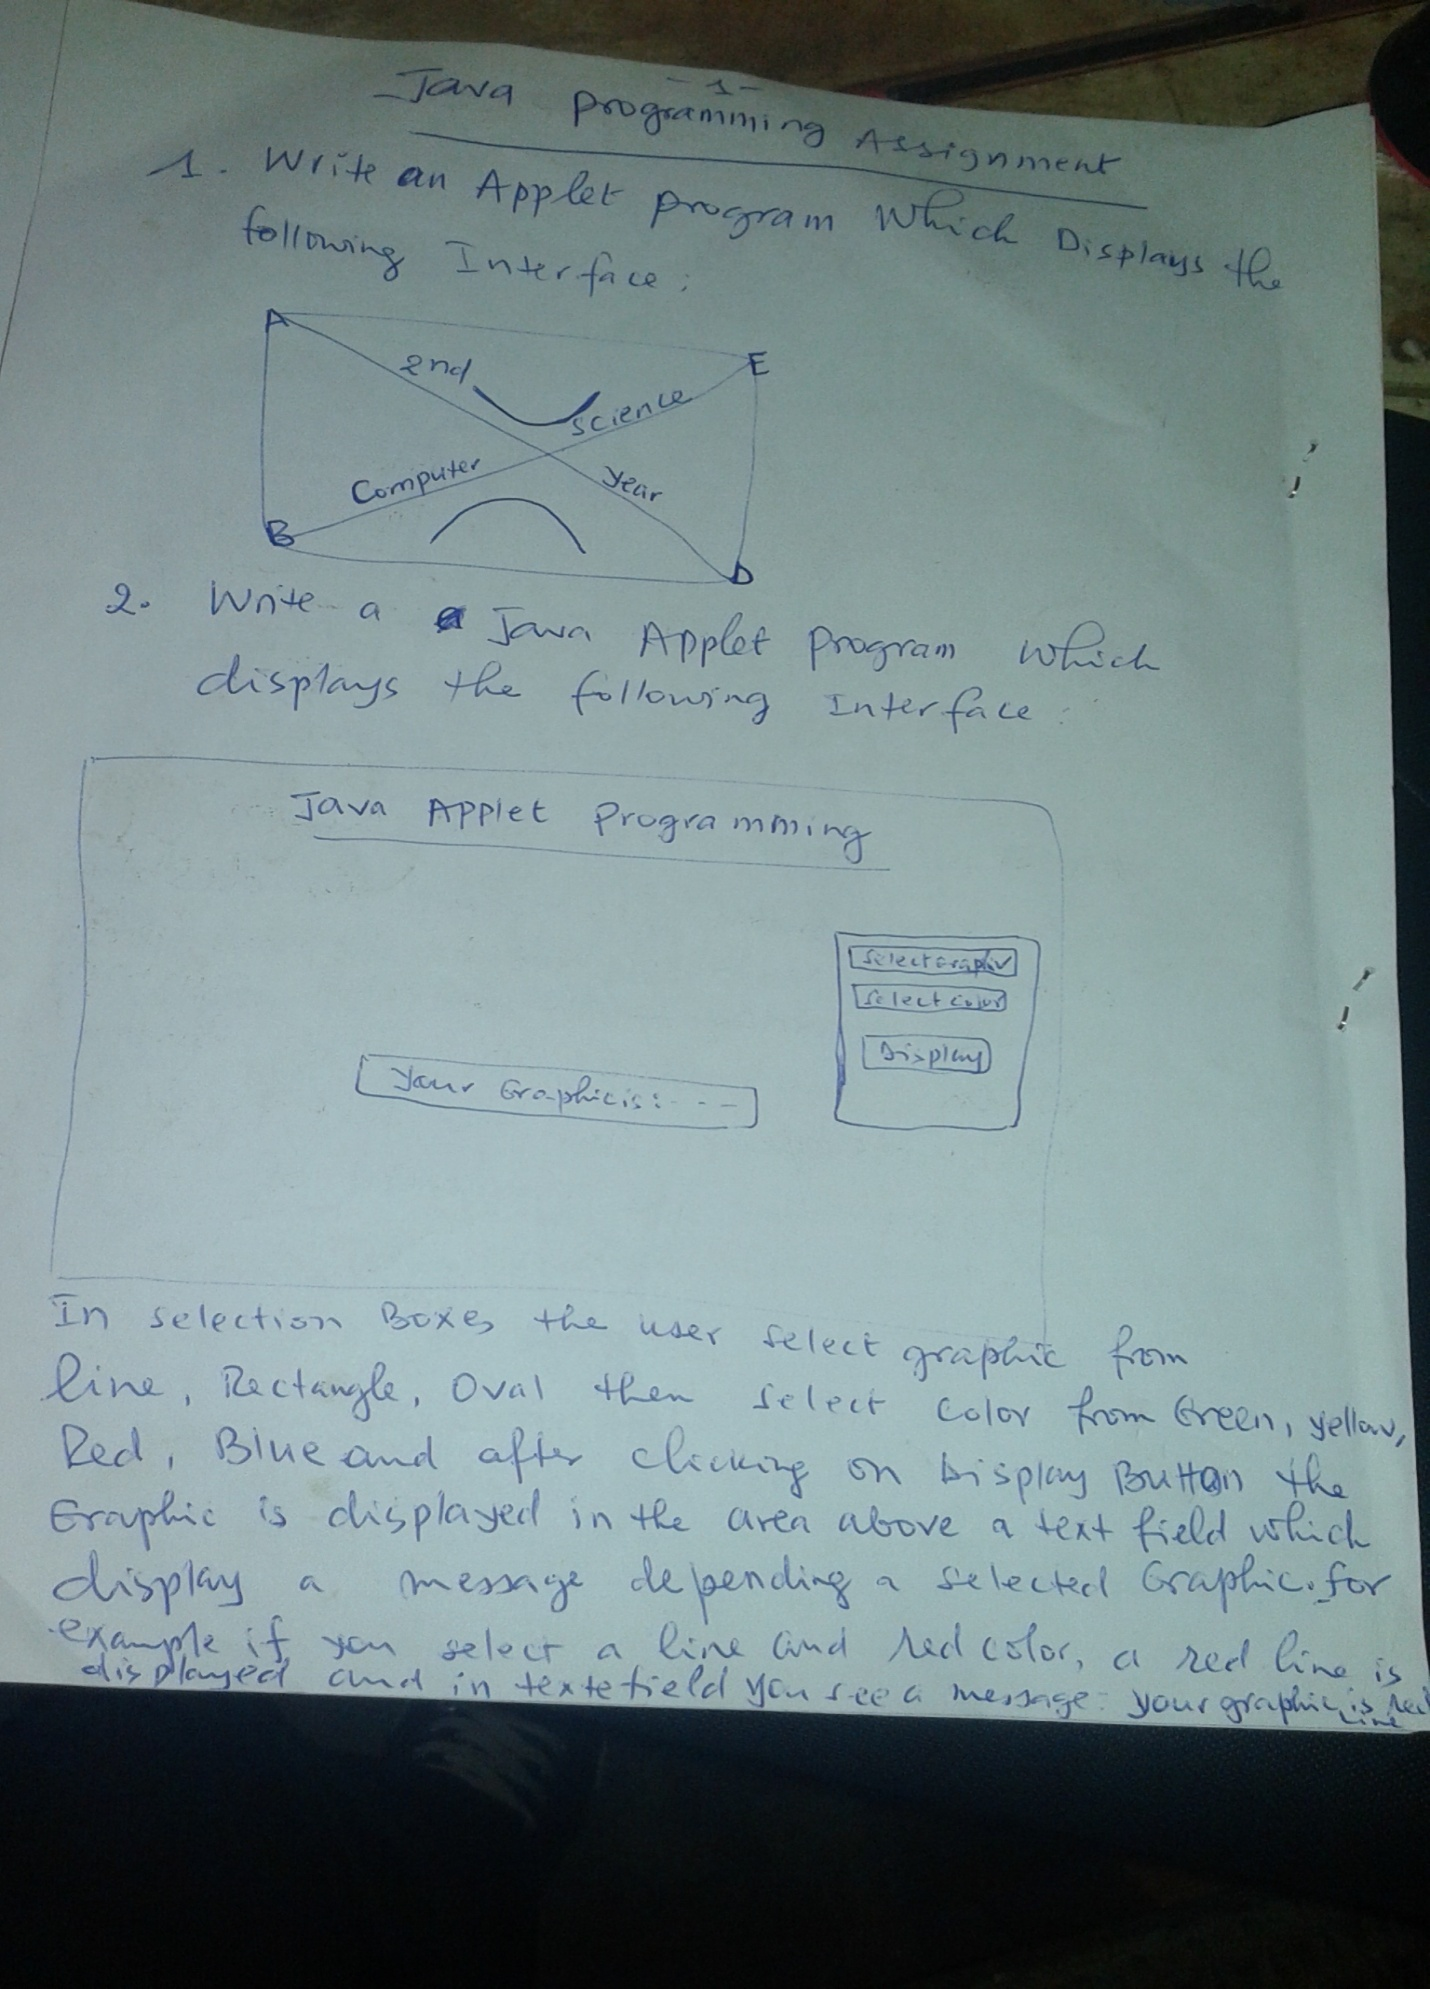 -1-
Java Programming Assignment
1. Write an Applet program Which Displays the
following Interface:
A
E
2nd
science
Computer
year
B
D
2. Write a a Java Applet Program which
displays the following Interface:
Java Applet Programming
Select Graphic
Select Color
Display
Your Graphic is: - - -
In selection Boxes the user select graphic from
line, Rectangle, Oval then select color from Green, yellow,
Red, Blue and after clicking on Display Button the
Graphic is displayed in the area above a text field which
display a message depending a selected Graphic. for
example if you select a line and red color, a red line is
displayed and in texte field you see a message: your graphic is Red
Line